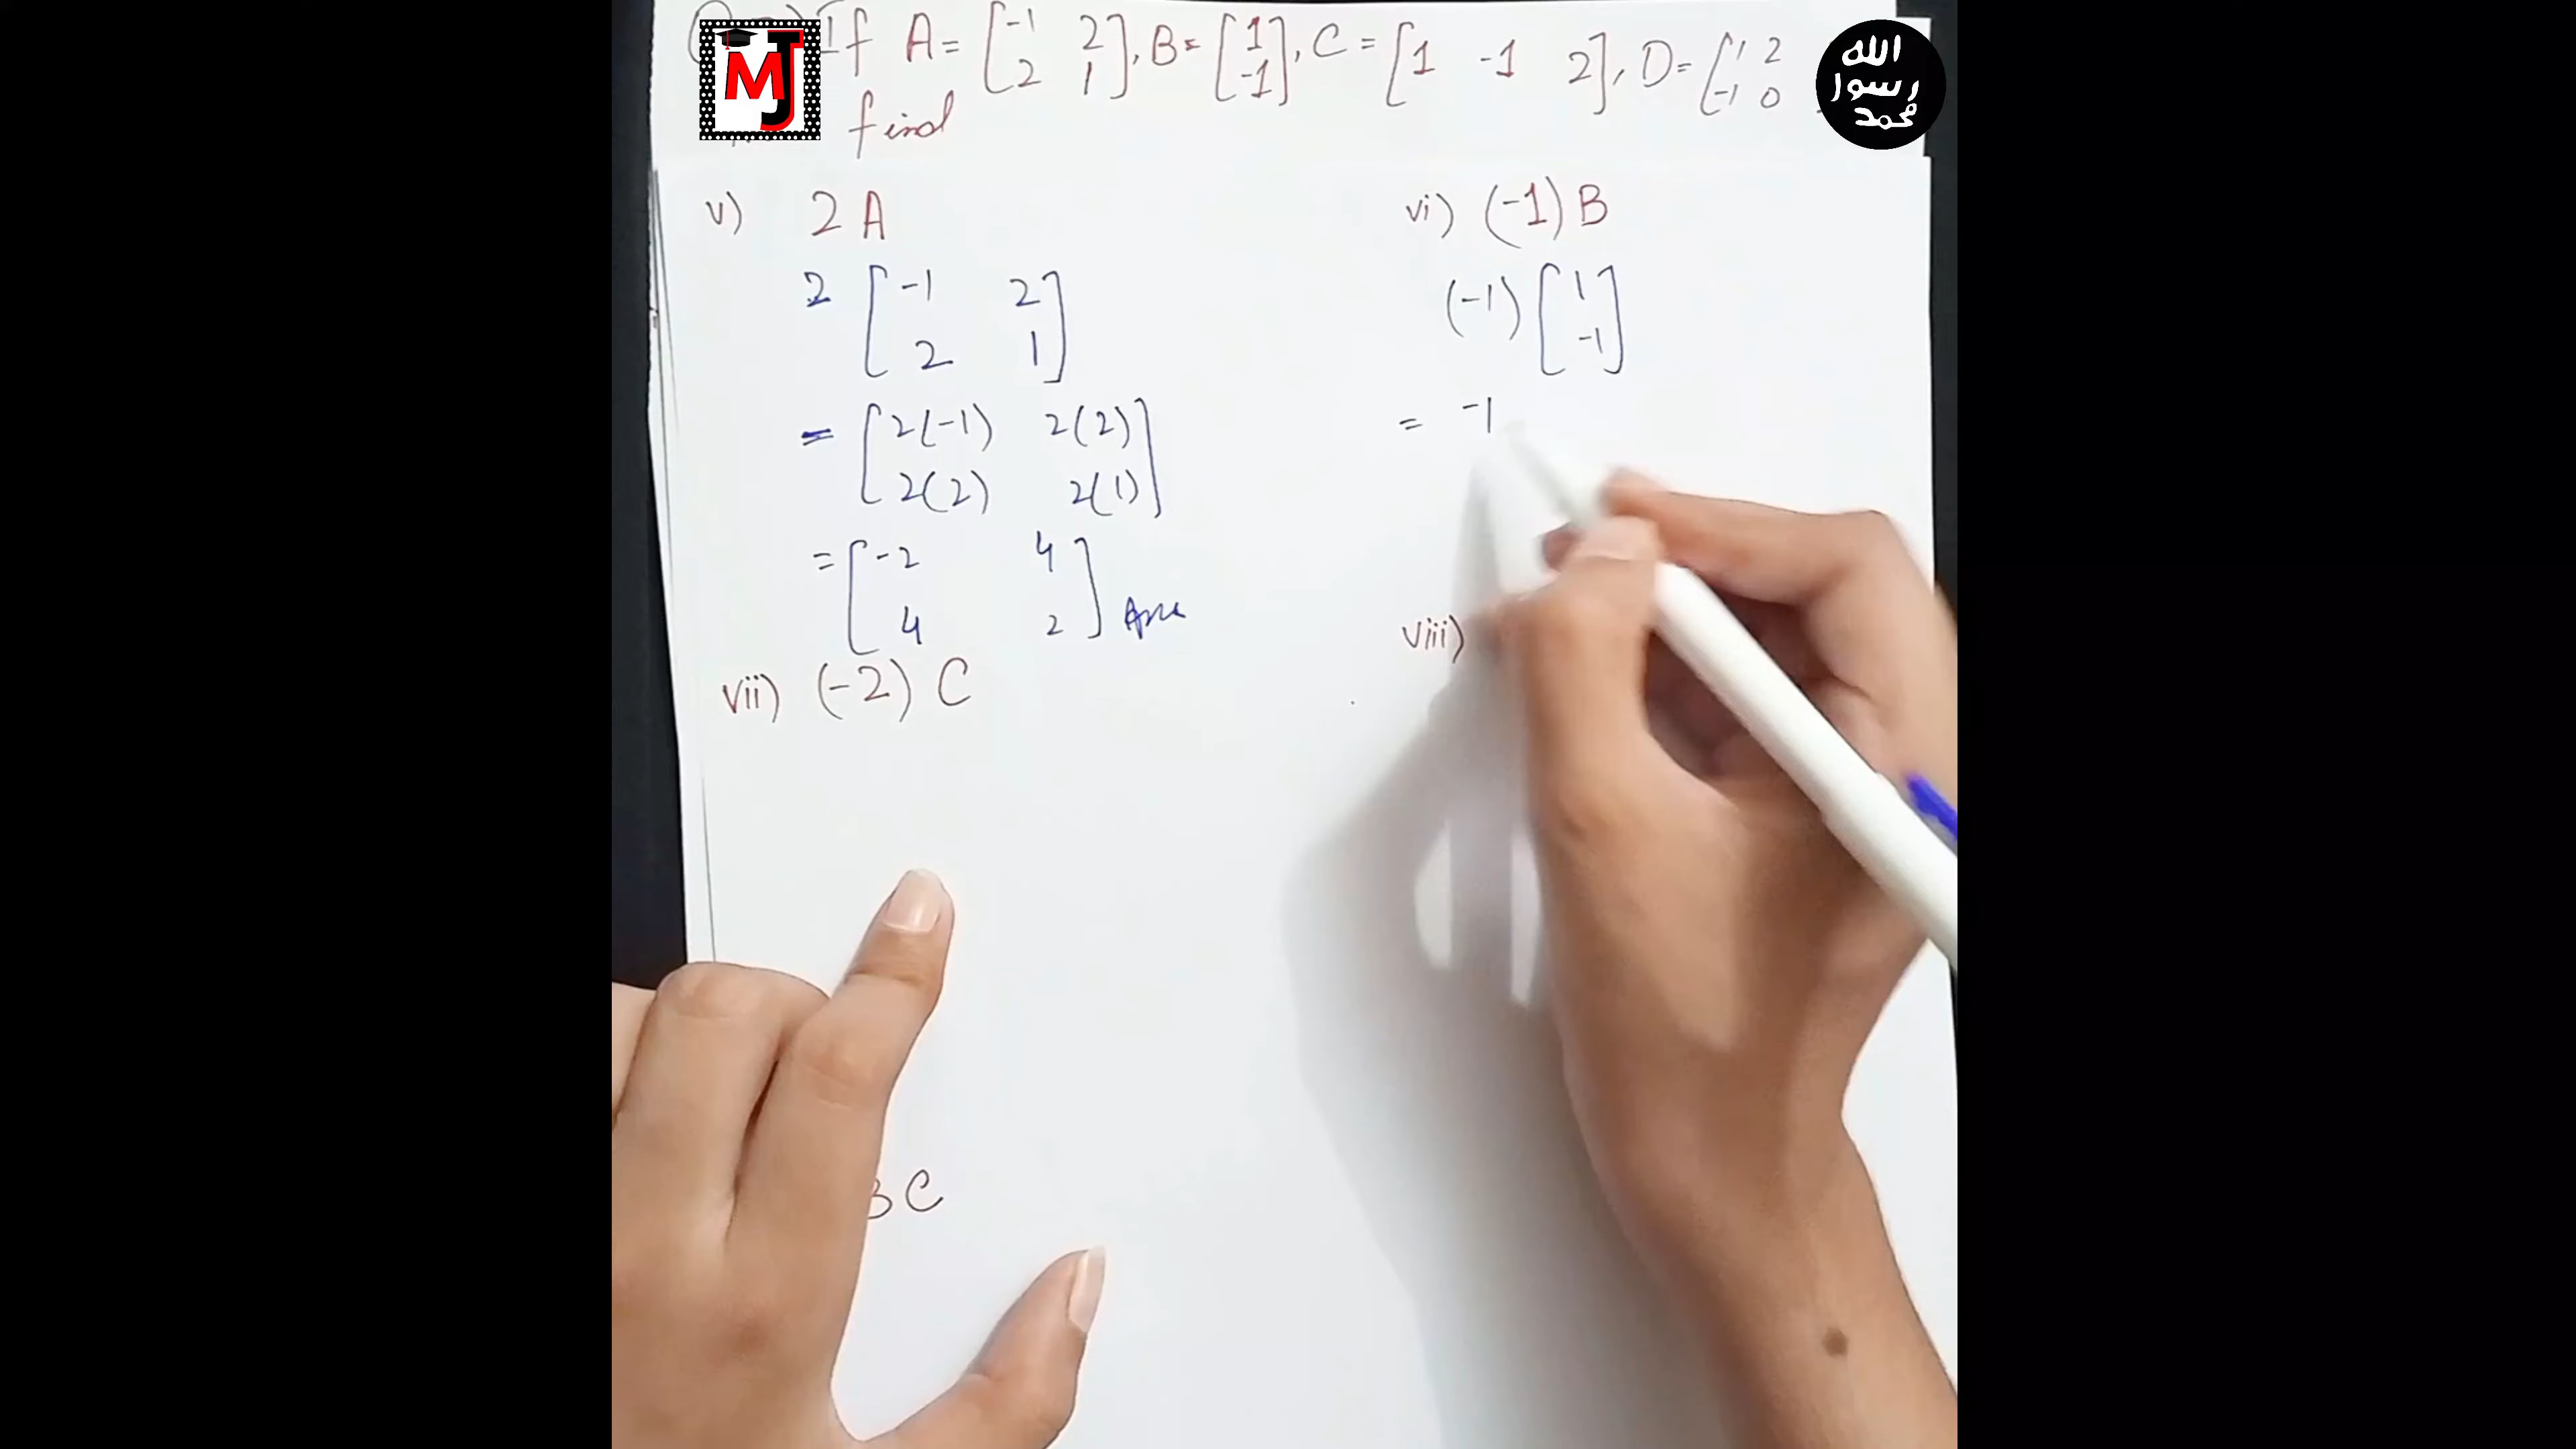 MJ
الله
رسول
محمد
If A = [-1 2 2 1], B = [1 -1], C = [1 -1 2], D = [1 2 -1 0
find
v) 2A
2 [-1 2
2 1]
= [2(-1) 2(2)
2(2) 2(1)]
= [-2 4
4 2] Ans
vi) (-1) B
(-1) [1
-1]
= -1
vii) (-2) C
viii)
C